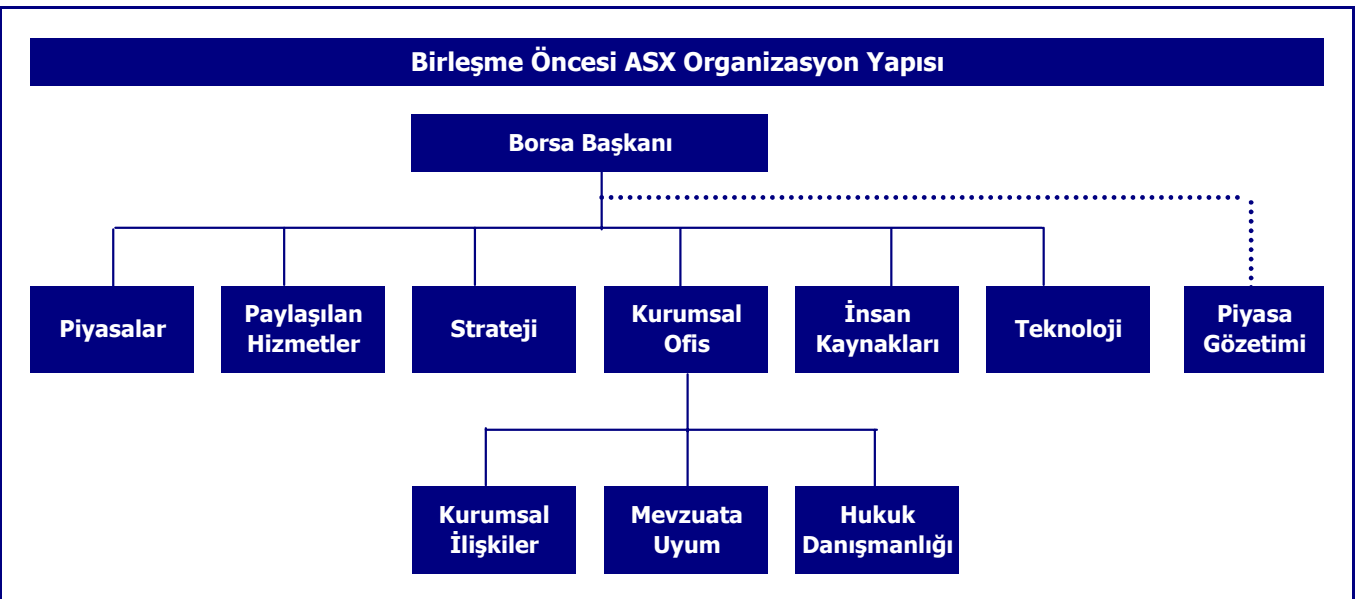 Birleşme Öncesi ASX Organizasyon Yapısı
Borsa Başkanı
Piyasalar
Paylaşılan
Hizmetler
Strateji
Kurumsal
Ofis
İnsan
Kaynakları
Teknoloji
Piyasa
Gözetimi
Kurumsal
İlişkiler
Mevzuata
Uyum
Hukuk
Danışmanlığı